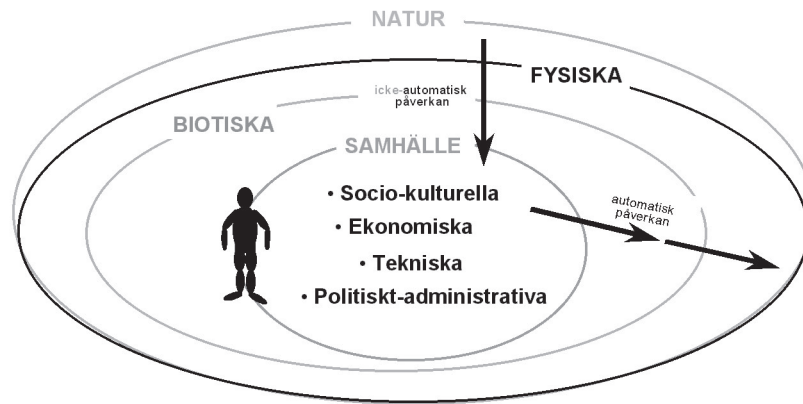 NATUR
FYSISKA
icke-automatisk
påverkan
BIOTISKA
SAMHÄLLE
• Socio-kulturella
• Ekonomiska
• Tekniska
• Politiskt-administrativa
automatisk
påverkan